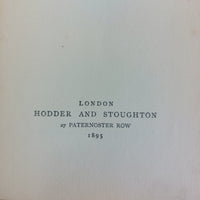 LONDON
HODDER AND STOUGHTON
27 PATERNOSTER ROW
1895